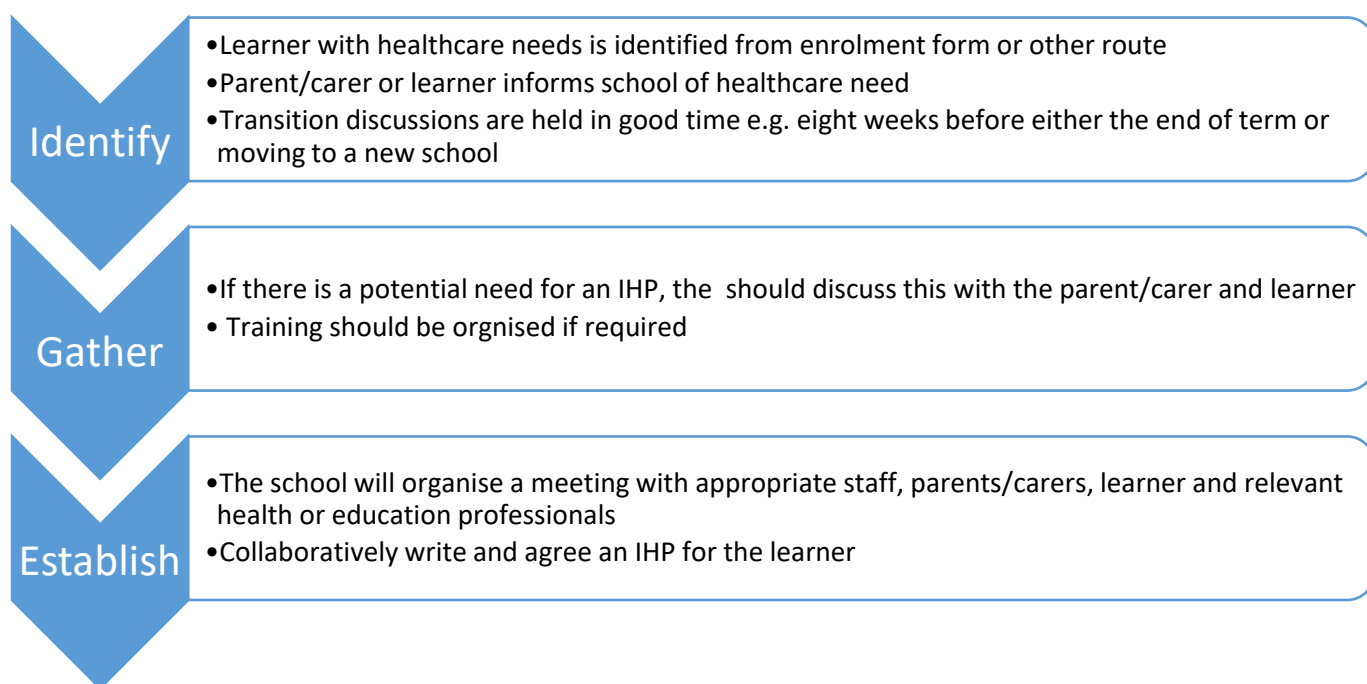 Identify
•Learner with healthcare needs is identified from enrolment form or other route
•Parent/carer or learner informs school of healthcare need
•Transition discussions are held in good time e.g. eight weeks before either the end of term or
moving to a new school
Gather
•If there is a potential need for an IHP, the  should discuss this with the parent/carer and learner
• Training should be orgnised if required
Establish
•The school will organise a meeting with appropriate staff, parents/carers, learner and relevant
health or education professionals
•Collaboratively write and agree an IHP for the learner